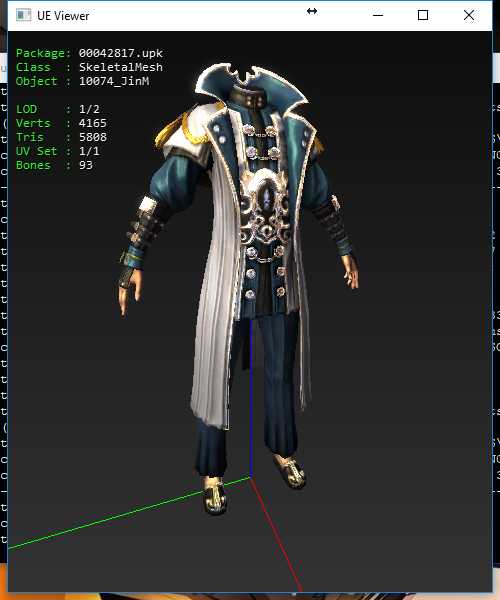 UE Viewer
Package: 00042817.upk
Class  : SkeletalMesh
Object : 10074_JinM
LOD    : 1/2
Verts  : 4165
Tris   : 5808
UV Set : 1/1
Bones  : 93